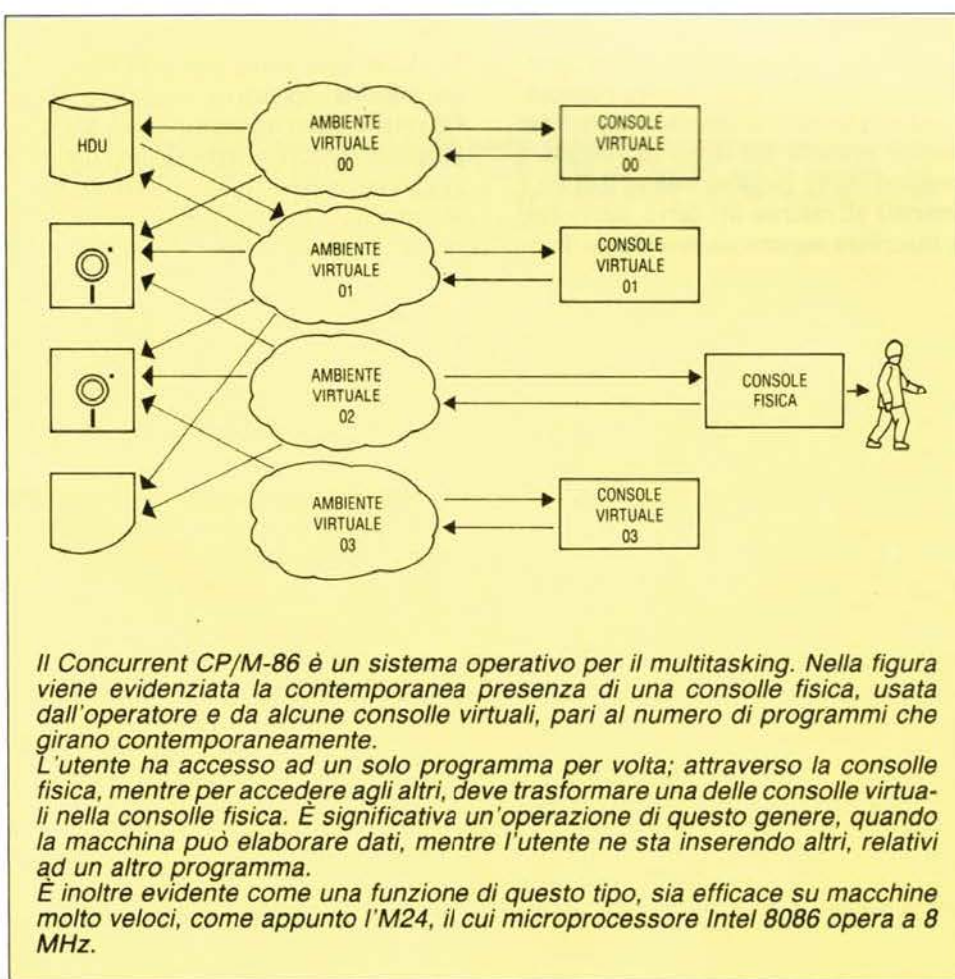 HDU
AMBIENTE
VIRTUALE
00
CONSOLE
VIRTUALE
00
AMBIENTE
VIRTUALE
01
CONSOLE
VIRTUALE
01
AMBIENTE
VIRTUALE
02
CONSOLE
FISICA
AMBIENTE
VIRTUALE
03
CONSOLE
VIRTUALE
03
Il Concurrent CP/M-86 è un sistema operativo per il multitasking. Nella figura
viene evidenziata la contemporanea presenza di una consolle fisica, usata
dall'operatore e da alcune consolle virtuali, pari al numero di programmi che
girano contemporaneamente.
L'utente ha accesso ad un solo programma per volta; attraverso la consolle
fisica, mentre per accedere agli altri, deve trasformare una delle consolle virtua-
li nella consolle fisica. È significativa un'operazione di questo genere, quando
la macchina può elaborare dati, mentre l'utente ne sta inserendo altri, relativi
ad un altro programma.
È inoltre evidente come una funzione di questo tipo, sia efficace su macchine
molto veloci, come appunto l'M24, il cui microprocessore Intel 8086 opera a 8
MHz.